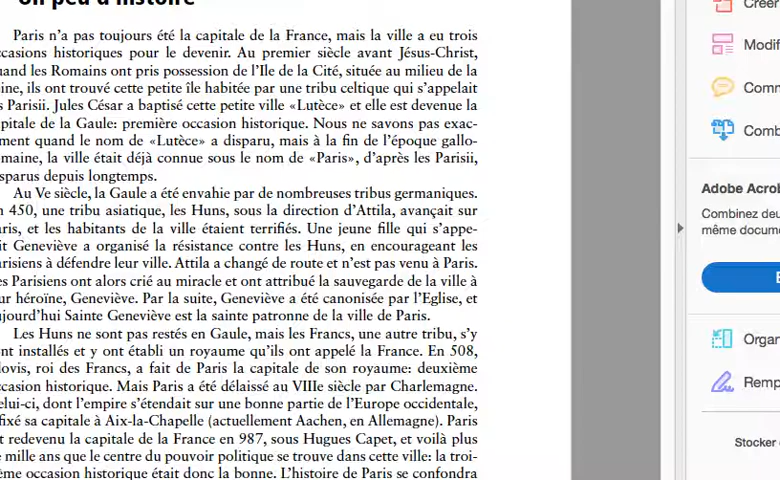 Un peu d'histoire
Paris n'a pas toujours été la capitale de la France, mais la ville a eu trois
ccasions historiques pour le devenir. Au premier siècle avant Jésus-Christ,
uand les Romains ont pris possession de l'Ile de la Cité, située au milieu de la
ine, ils ont trouvé cette petite île habitée par une tribu celtique qui s'appelait
s Parisii. Jules César a baptisé cette petite ville «Lutèce» et elle est devenue la
pitale de la Gaule: première occasion historique. Nous ne savons pas exac-
ment quand le nom de «Lutèce» a disparu, mais à la fin de l'époque gallo-
maine, la ville était déjà connue sous le nom de «Paris», d'après les Parisii,
sparus depuis longtemps.
Au Ve siècle, la Gaule a été envahie par de nombreuses tribus germaniques.
n 450, une tribu asiatique, les Huns, sous la direction d'Attila, avançait sur
ris, et les habitants de la ville étaient terrifiés. Une jeune fille qui s'appe-
it Geneviève a organisé la résistance contre les Huns, en encourageant les
arisiens à défendre leur ville. Attila a changé de route et n'est pas venu à Paris.
es Parisiens ont alors crié au miracle et ont attribué la sauvegarde de la ville à
ur héroïne, Geneviève. Par la suite, Geneviève a été canonisée par l'Eglise, et
ujourd'hui Sainte Geneviève est la sainte patronne de la ville de Paris.
Les Huns ne sont pas restés en Gaule, mais les Francs, une autre tribu, s'y
nt installés et y ont établi un royaume qu'ils ont appelé la France. En 508,
lovis, roi des Francs, a fait de Paris la capitale de son royaume: deuxième
ccasion historique. Mais Paris a été délaissé au VIIIe siècle par Charlemagne.
elui-ci, dont l'empire s'étendait sur une bonne partie de l'Europe occidentale,
fixé sa capitale à Aix-la-Chapelle (actuellement Aachen, en Allemagne). Paris
t redevenu la capitale de la France en 987, sous Hugues Capet, et voilà plus
e mille ans que le centre du pouvoir politique se trouve dans cette ville: la troi-
ème occasion historique était donc la bonne. L'histoire de Paris se confondra
Créer
Modif
Comm
Comb
Adobe Acrob
Combinez deu
même docume
E
Organ
Remp
Stocker